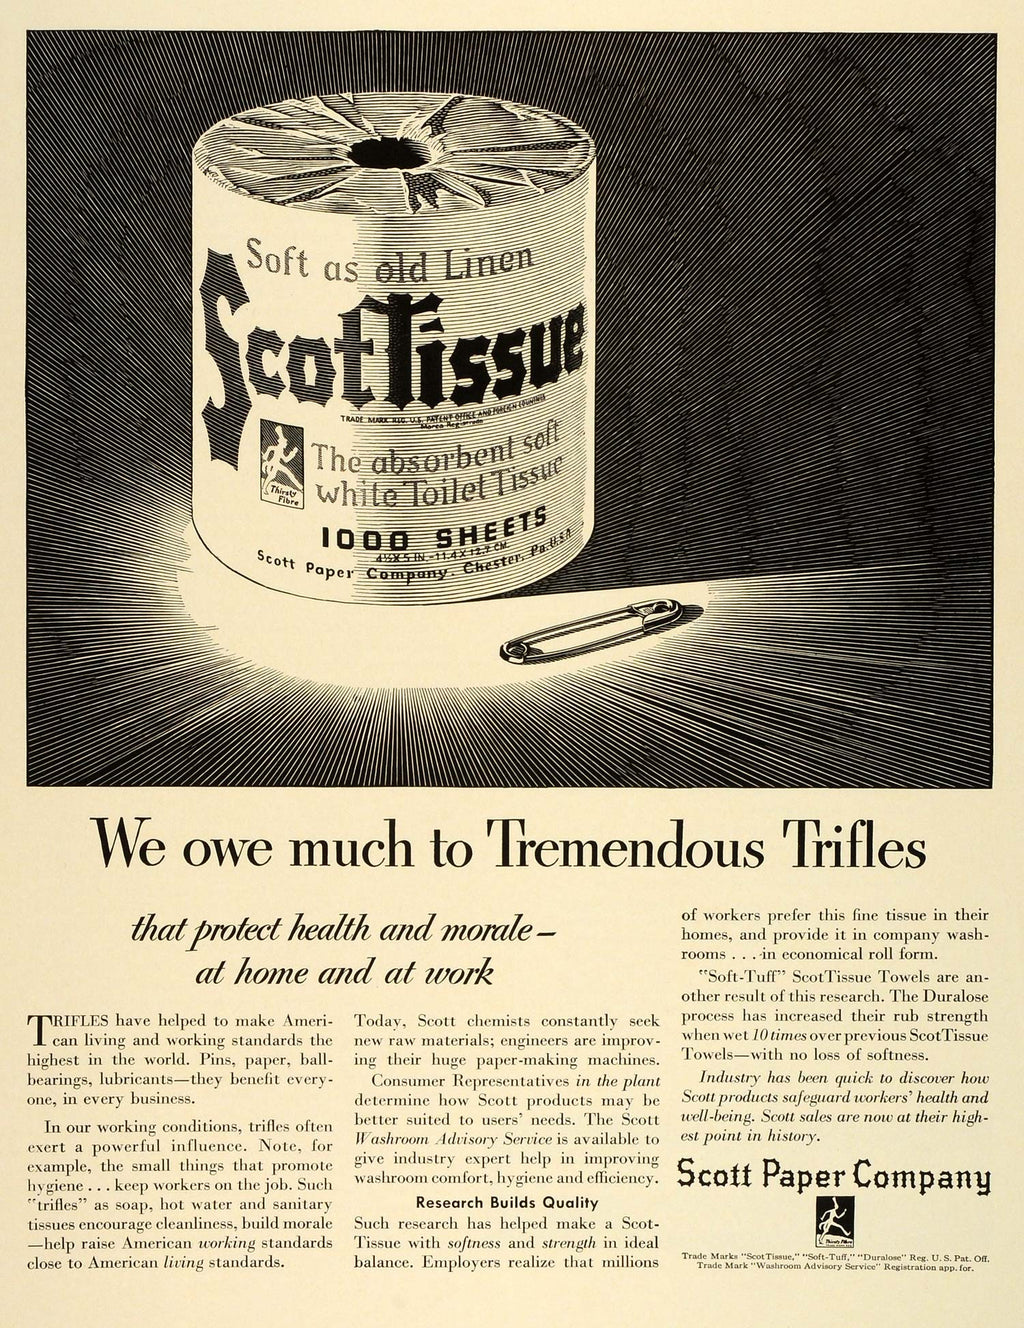 Soft as old Linen
ScotTissue
TRADE MARK REG. U.S. PATENT OFFICE AND FOREIGN COUNTRIES
Marca Registrada
The absorbent soft
white Toilet Tissue
Thirsty
Fibre
1000 SHEETS
4½ X 5 IN - 11.4 X 12.7 CM
Scott Paper Company. Chester, Pa. U.S.A.
We owe much to Tremendous Trifles
that protect health and morale —
at home and at work
TRIFLES have helped to make Ameri-
can living and working standards the
highest in the world. Pins, paper, ball-
bearings, lubricants—they benefit every-
one, in every business.
In our working conditions, trifles often
exert a powerful influence. Note, for
example, the small things that promote
hygiene . . . keep workers on the job. Such
"trifles" as soap, hot water and sanitary
tissues encourage cleanliness, build morale
—help raise American working standards
close to American living standards.
Today, Scott chemists constantly seek
new raw materials; engineers are improv-
ing their huge paper-making machines.
Consumer Representatives in the plant
determine how Scott products may be
better suited to users' needs. The Scott
Washroom Advisory Service is available to
give industry expert help in improving
washroom comfort, hygiene and efficiency.
Research Builds Quality
Such research has helped make a Scot-
Tissue with softness and strength in ideal
balance. Employers realize that millions
of workers prefer this fine tissue in their
homes, and provide it in company wash-
rooms . . . in economical roll form.
"Soft-Tuff" ScotTissue Towels are an-
other result of this research. The Duralose
process has increased their rub strength
when wet 10 times over previous ScotTissue
Towels—with no loss of softness.
Industry has been quick to discover how
Scott products safeguard workers' health and
well-being. Scott sales are now at their high-
est point in history.
Scott Paper Company
Thirsty Fibre
Trade Marks "ScotTissue," "Soft-Tuff," "Duralose" Reg. U. S. Pat. Off.
Trade Mark "Washroom Advisory Service" Registration app. for.